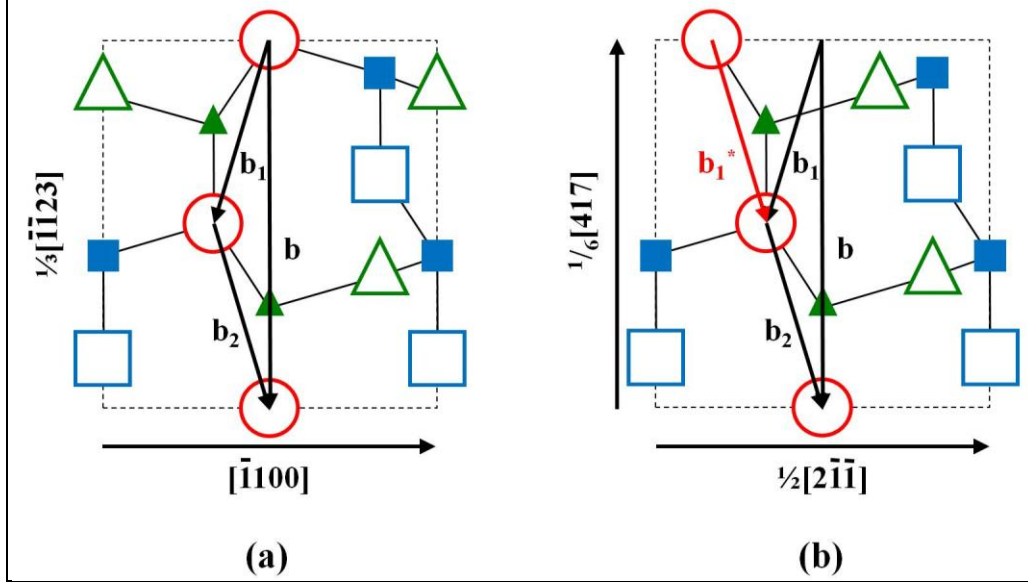 ⅓[1̄1̄23]
b₁
b
b₂
[1̄100]
(a)
¹/₆[417]
b₁*
b₁
b
b₂
½[21̄1̄]
(b)